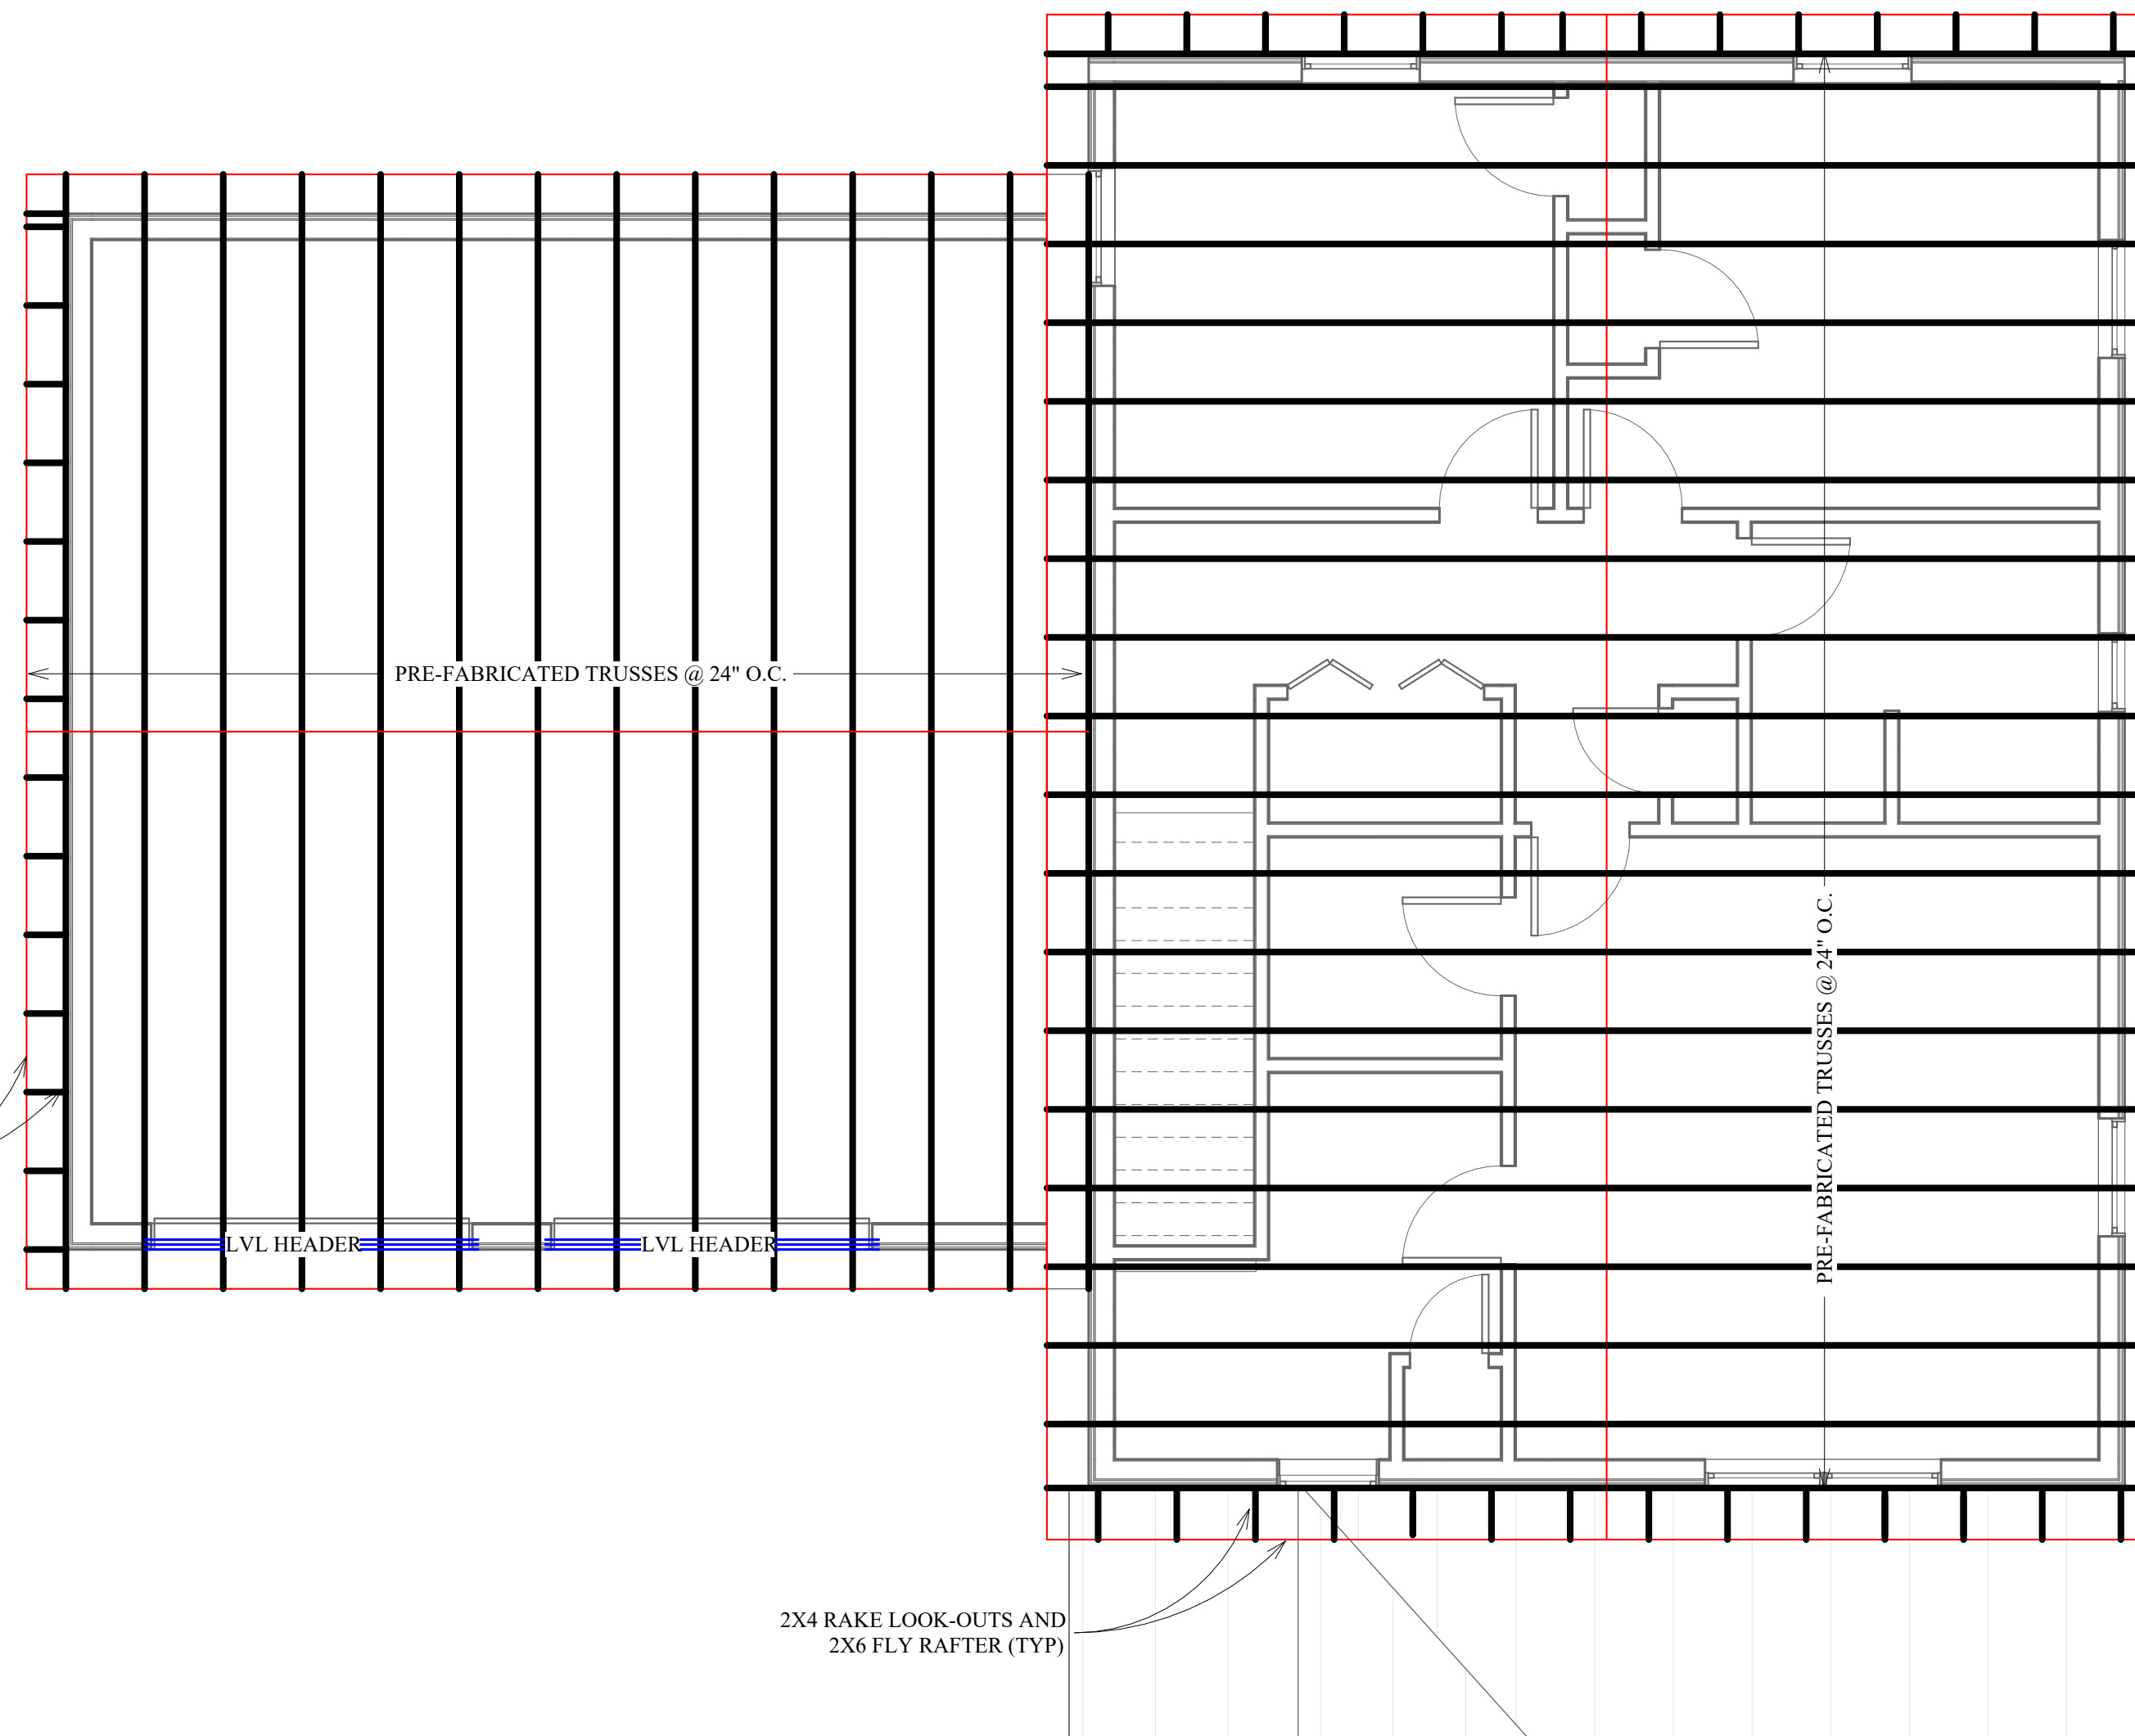 PRE-FABRICATED TRUSSES @ 24" O.C.
PRE-FABRICATED TRUSSES @ 24" O.C.
LVL HEADER
LVL HEADER
2X4 RAKE LOOK-OUTS AND
2X6 FLY RAFTER (TYP)